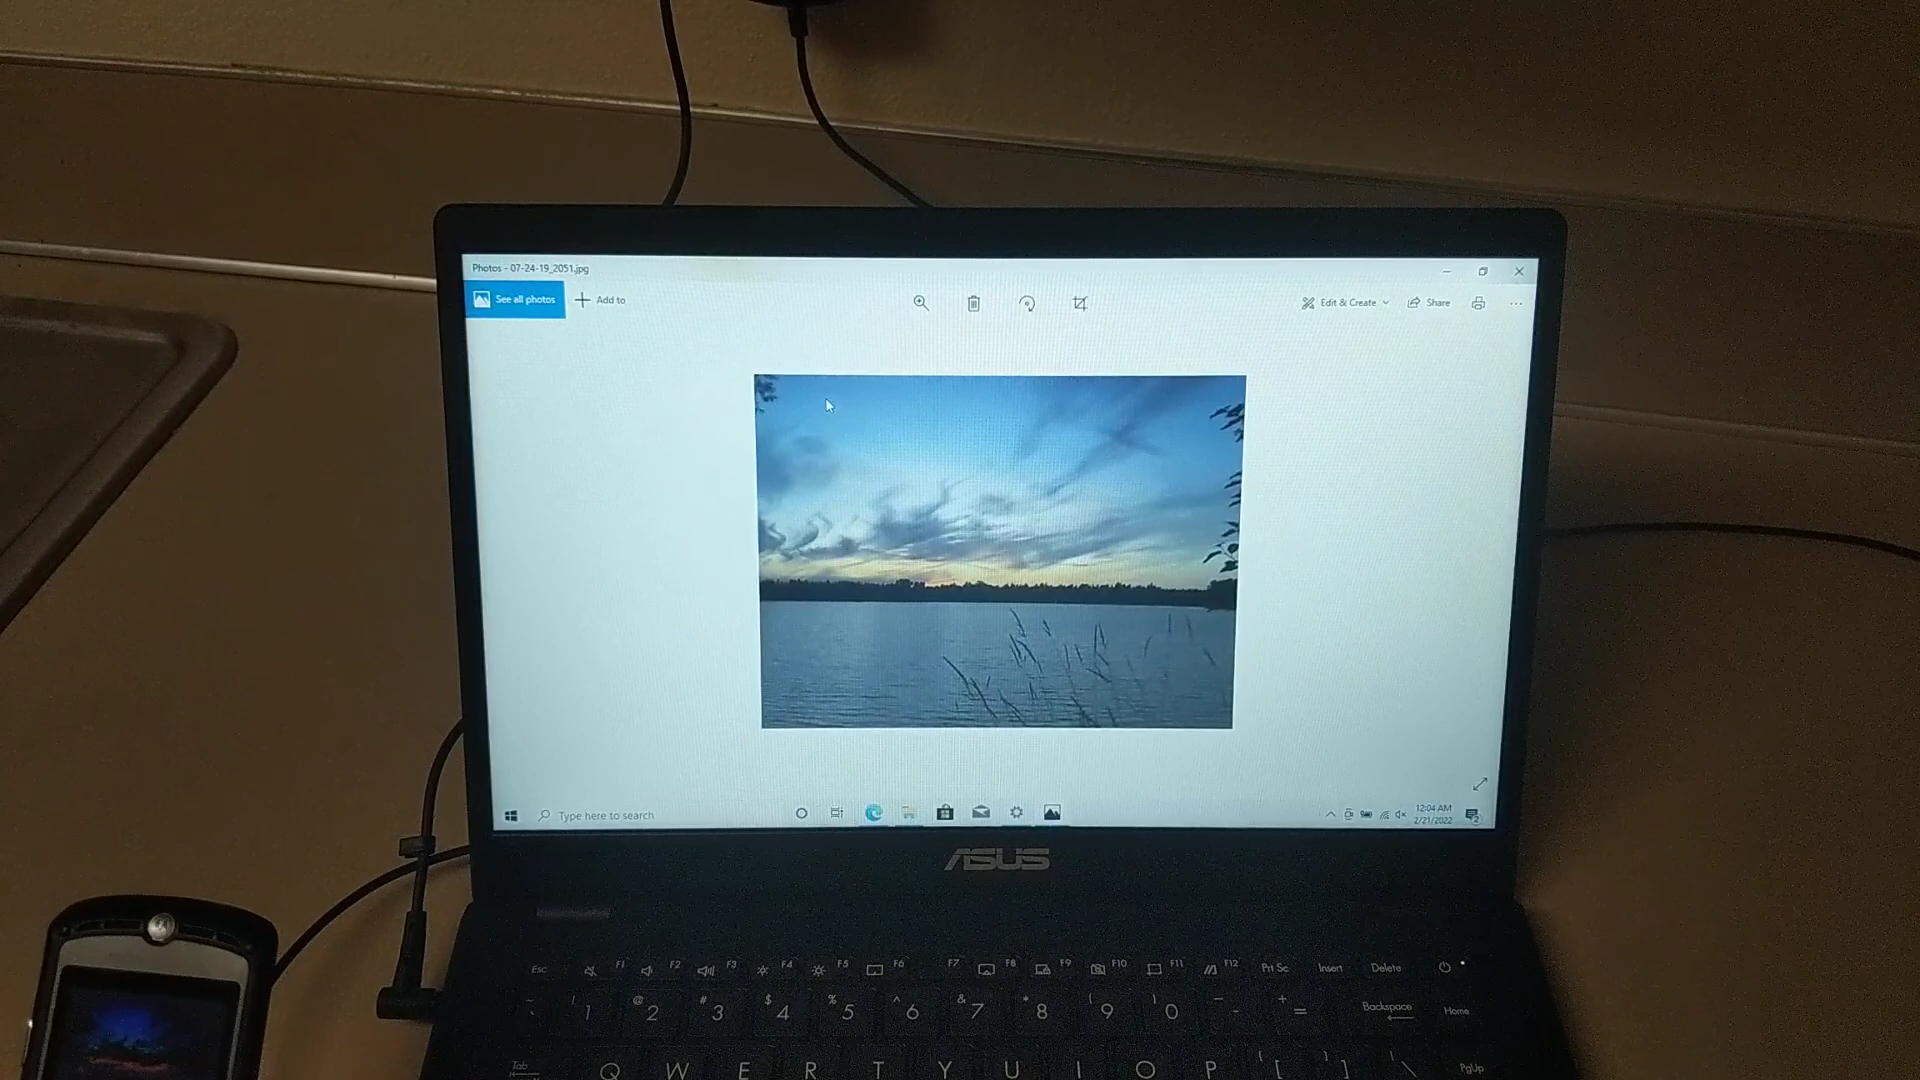 Photos - 07-24-19_2051.jpg
See all photos
Add to
Edit & Create
Share
Type here to search
12:04 AM
2/21/2022
2
ASUS
Esc F1 F2 F3 F4 F5 F6 F7 F8 F9 F10 F11 F12 Prt Sc Insert Delete
~ ! @ # $ % ^ & * ( ) - +
` 1 2 3 4 5 6 7 8 9 0 - = Backspace Home
Tab Q W E R T Y U I O P { [ } ] | \ PgUp